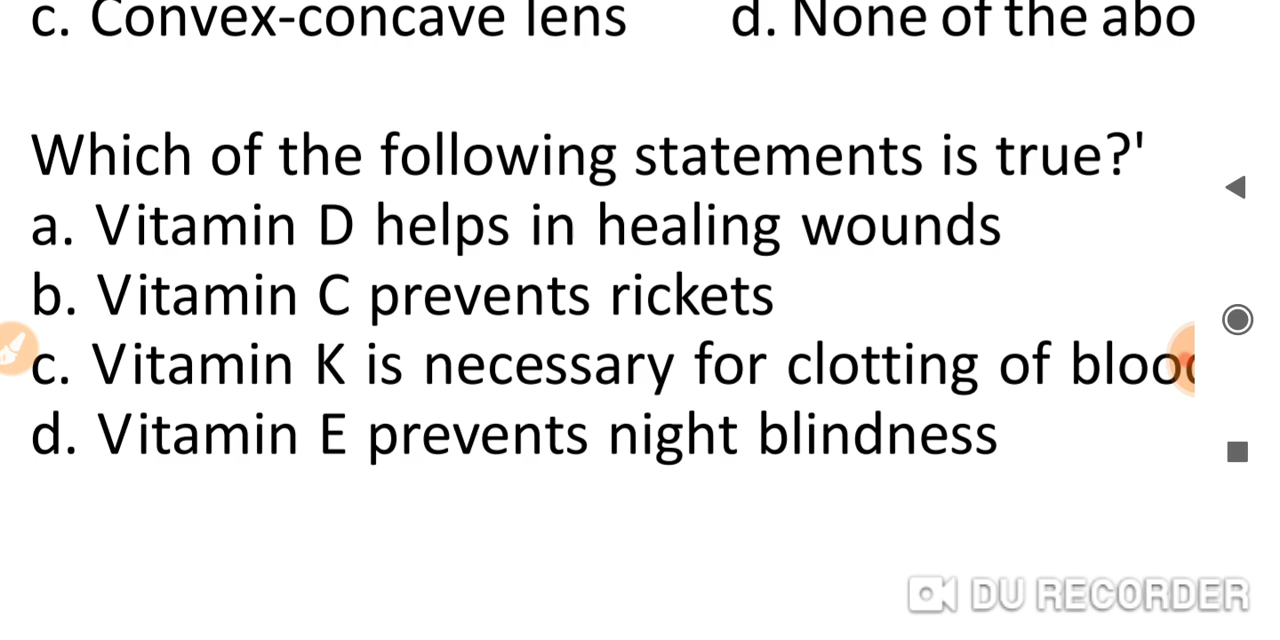 c. Convex-concave lens d. None of the abo
Which of the following statements is true?'
a. Vitamin D helps in healing wounds
b. Vitamin C prevents rickets
c. Vitamin K is necessary for clotting of blood
d. Vitamin E prevents night blindness
DU RECORDER